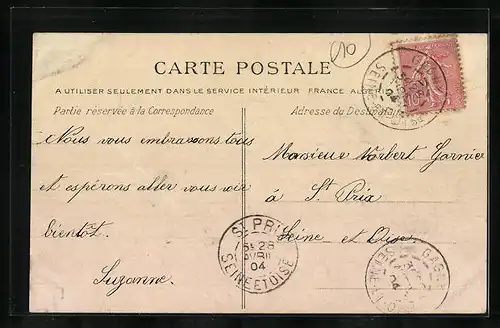 10
CARTE POSTALE
A UTILISER SEULEMENT DANS LE SERVICE INTÉRIEUR FRANCE
Partie réservée à la Correspondance
Adresse du Destinataire
Nous vous embrassons tous
et espérons aller vous voir
bientôt.
Suzanne.
Monsieur Norbert Garnier
à St. Prix
Seine et Oise
ST PRIX
28
AVRIL
04
SEINE ET OISE
GAGNY